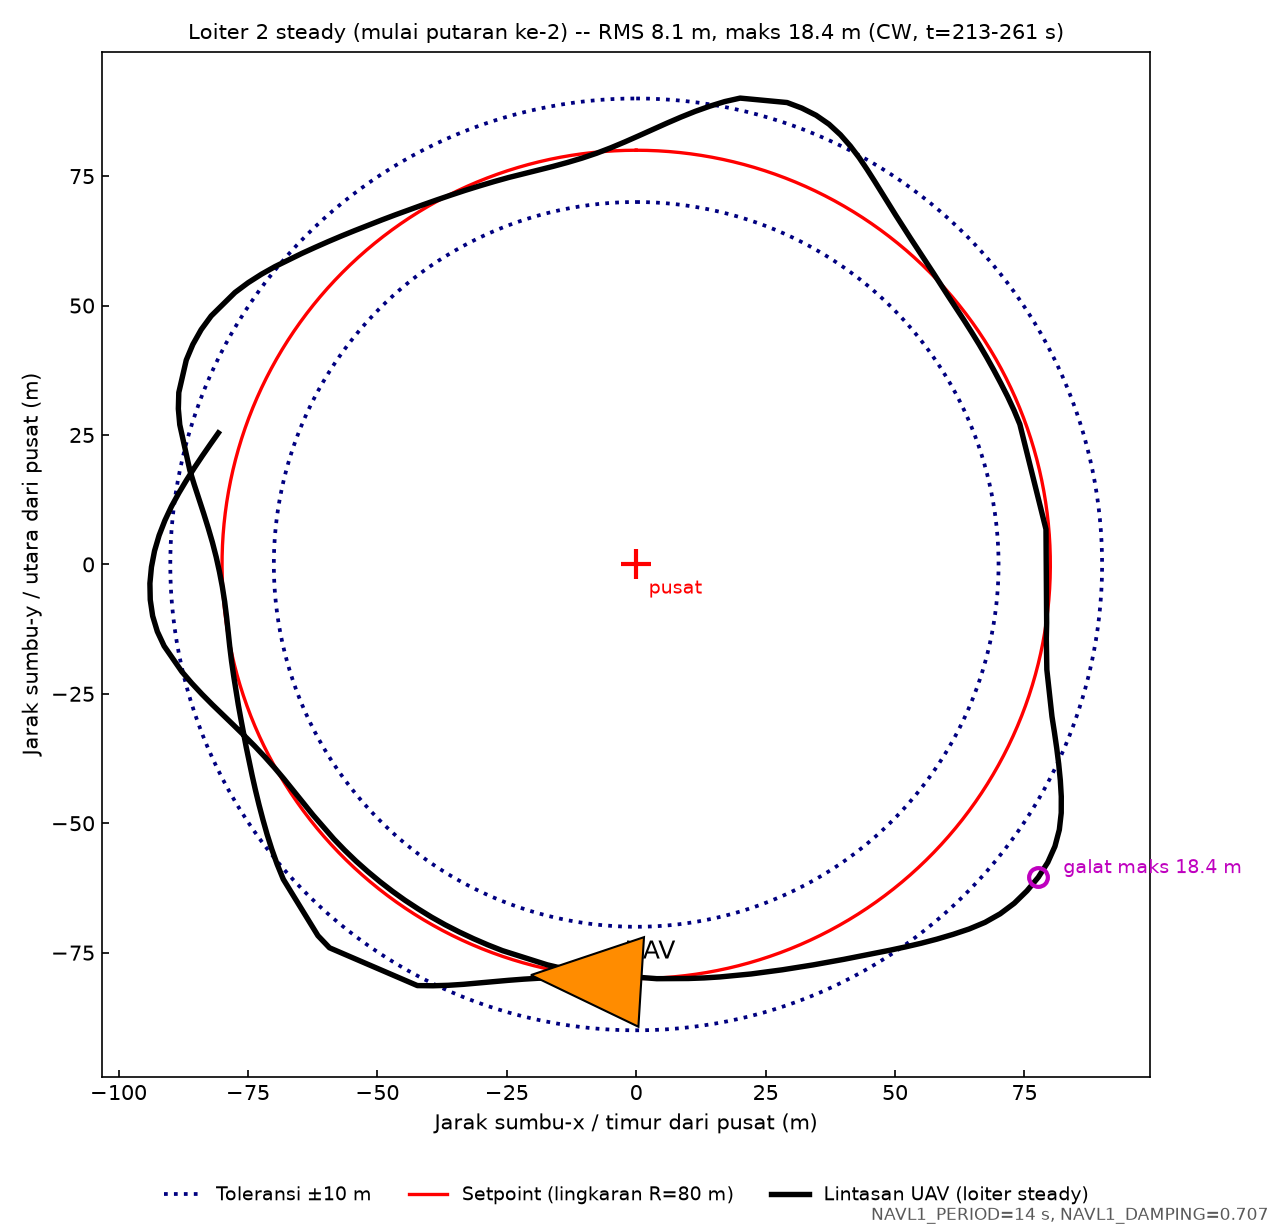 Loiter 2 steady (mulai putaran ke-2) -- RMS 8.1 m, maks 18.4 m (CW, t=213-261 s)
Jarak sumbu-y / utara dari pusat (m)
75
50
25
0
−25
−50
−75
pusat
galat maks 18.4 m
AV
−100
−75
−50
−25
0
25
50
75
Jarak sumbu-x / timur dari pusat (m)
Toleransi ±10 m
Setpoint (lingkaran R=80 m)
Lintasan UAV (loiter steady)
NAVL1_PERIOD=14 s, NAVL1_DAMPING=0.707